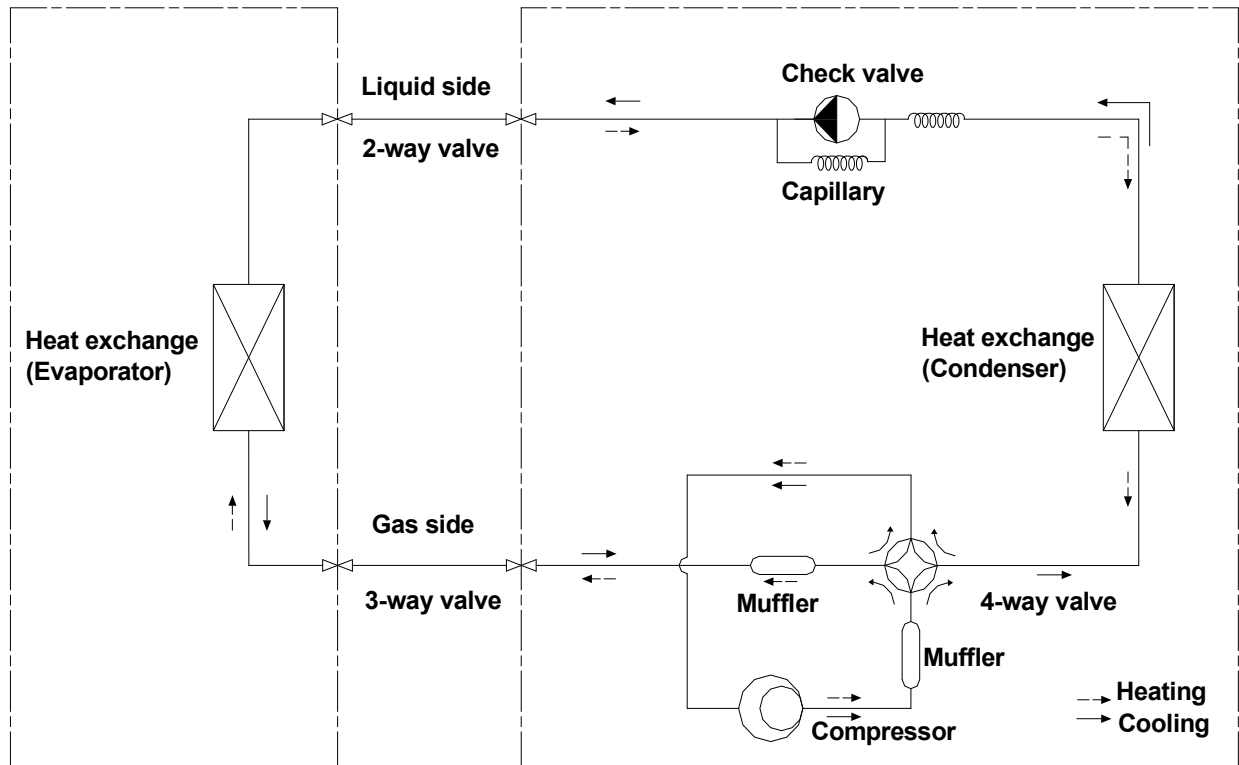 Check valve
Liquid side
2-way valve
Capillary
Heat exchange
(Evaporator)
Heat exchange
(Condenser)
Gas side
3-way valve
Muffler
4-way valve
Muffler
Compressor
Heating
Cooling